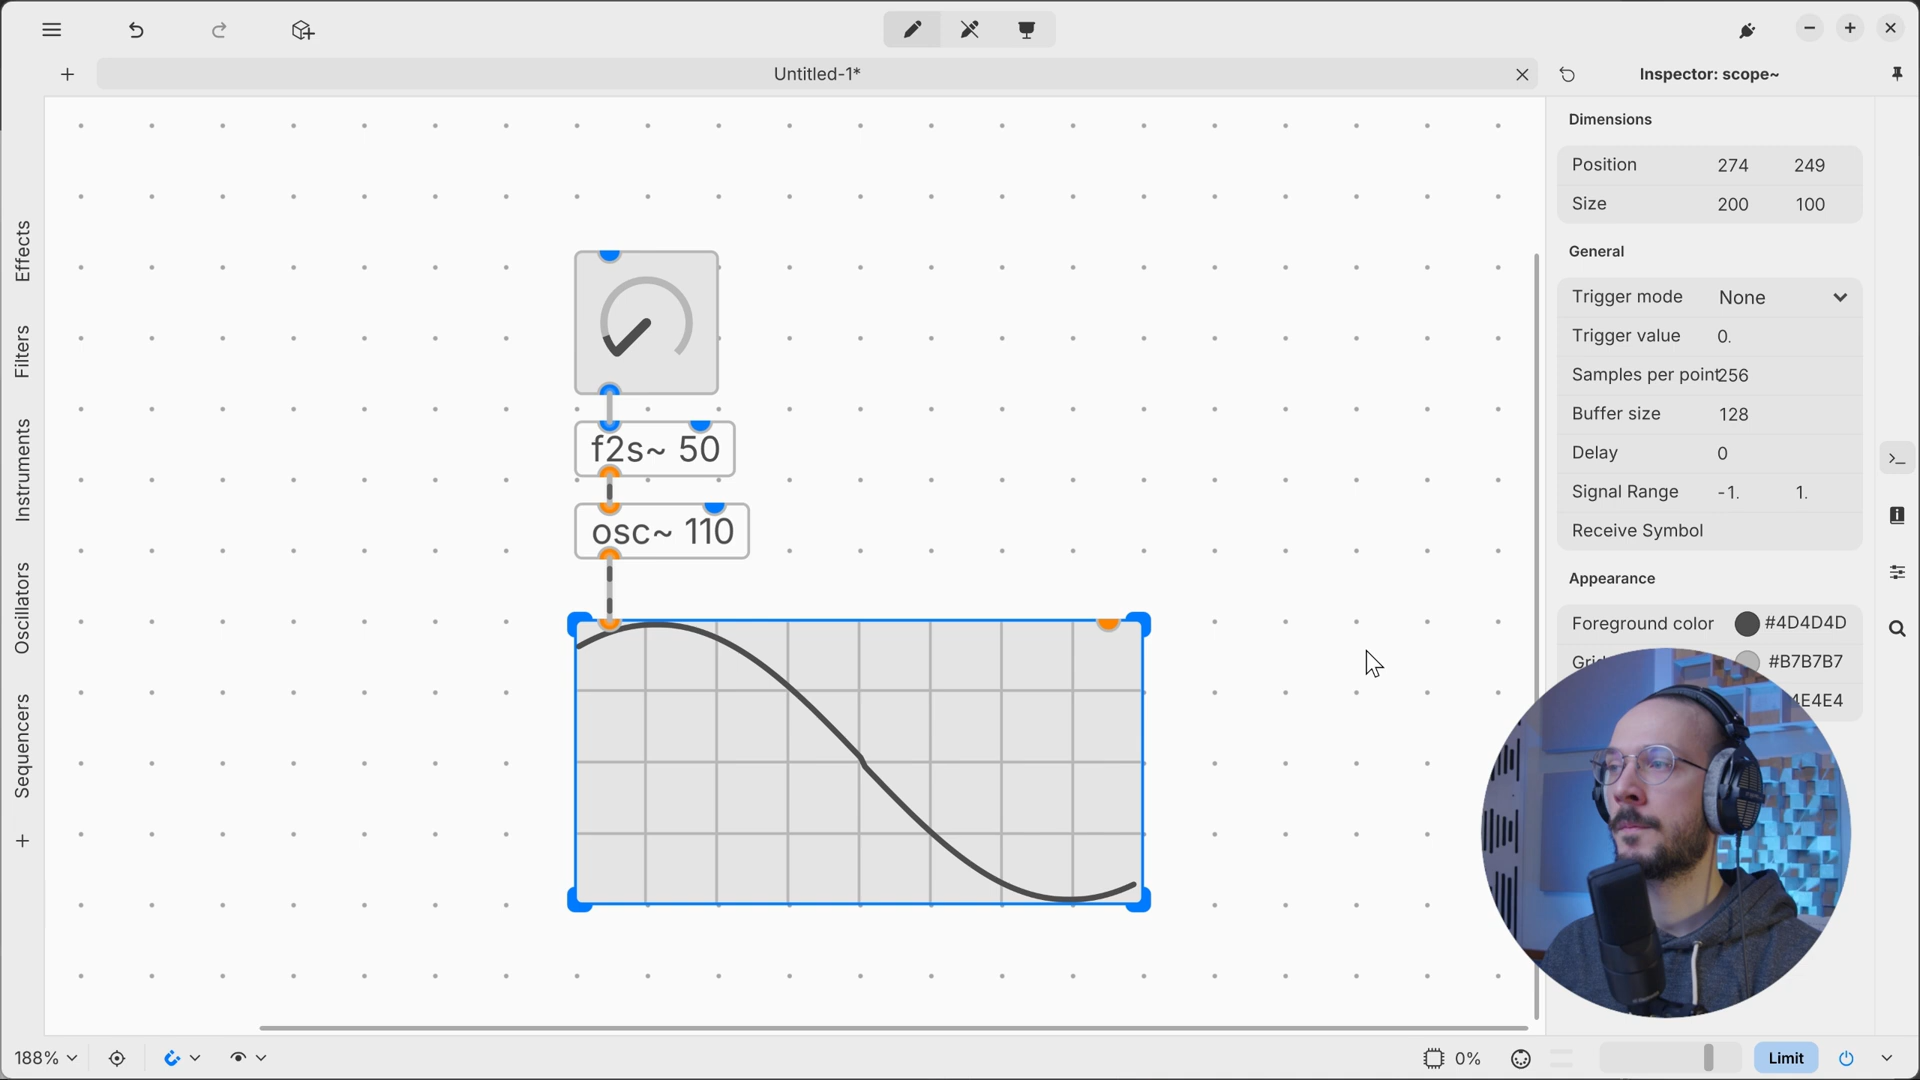 Untitled-1*
Inspector: scope~
Effects
Filters
Instruments
Oscillators
Sequencers
f2s~ 50
osc~ 110
Dimensions
Position 274 249
Size 200 100
General
Trigger mode None
Trigger value 0.
Samples per point 256
Buffer size 128
Delay 0
Signal Range -1. 1.
Receive Symbol
Appearance
Foreground color #4D4D4D
#B7B7B7
188%
0%
Limit